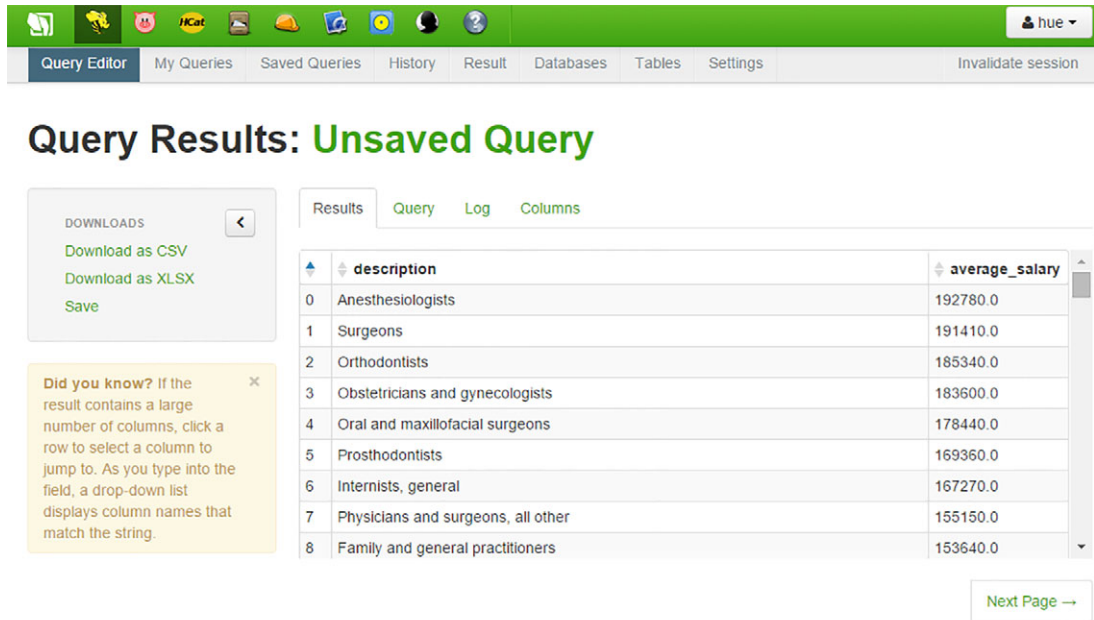 HCat
hue
Query Editor My Queries Saved Queries History Result Databases Tables Settings Invalidate session
Query Results: Unsaved Query
DOWNLOADS
Download as CSV
Download as XLSX
Save
Did you know? If the
result contains a large
number of columns, click a
row to select a column to
jump to. As you type into the
field, a drop-down list
displays column names that
match the string.
Results Query Log Columns
description average_salary
0 Anesthesiologists 192780.0
1 Surgeons 191410.0
2 Orthodontists 185340.0
3 Obstetricians and gynecologists 183600.0
4 Oral and maxillofacial surgeons 178440.0
5 Prosthodontists 169360.0
6 Internists, general 167270.0
7 Physicians and surgeons, all other 155150.0
8 Family and general practitioners 153640.0
Next Page →